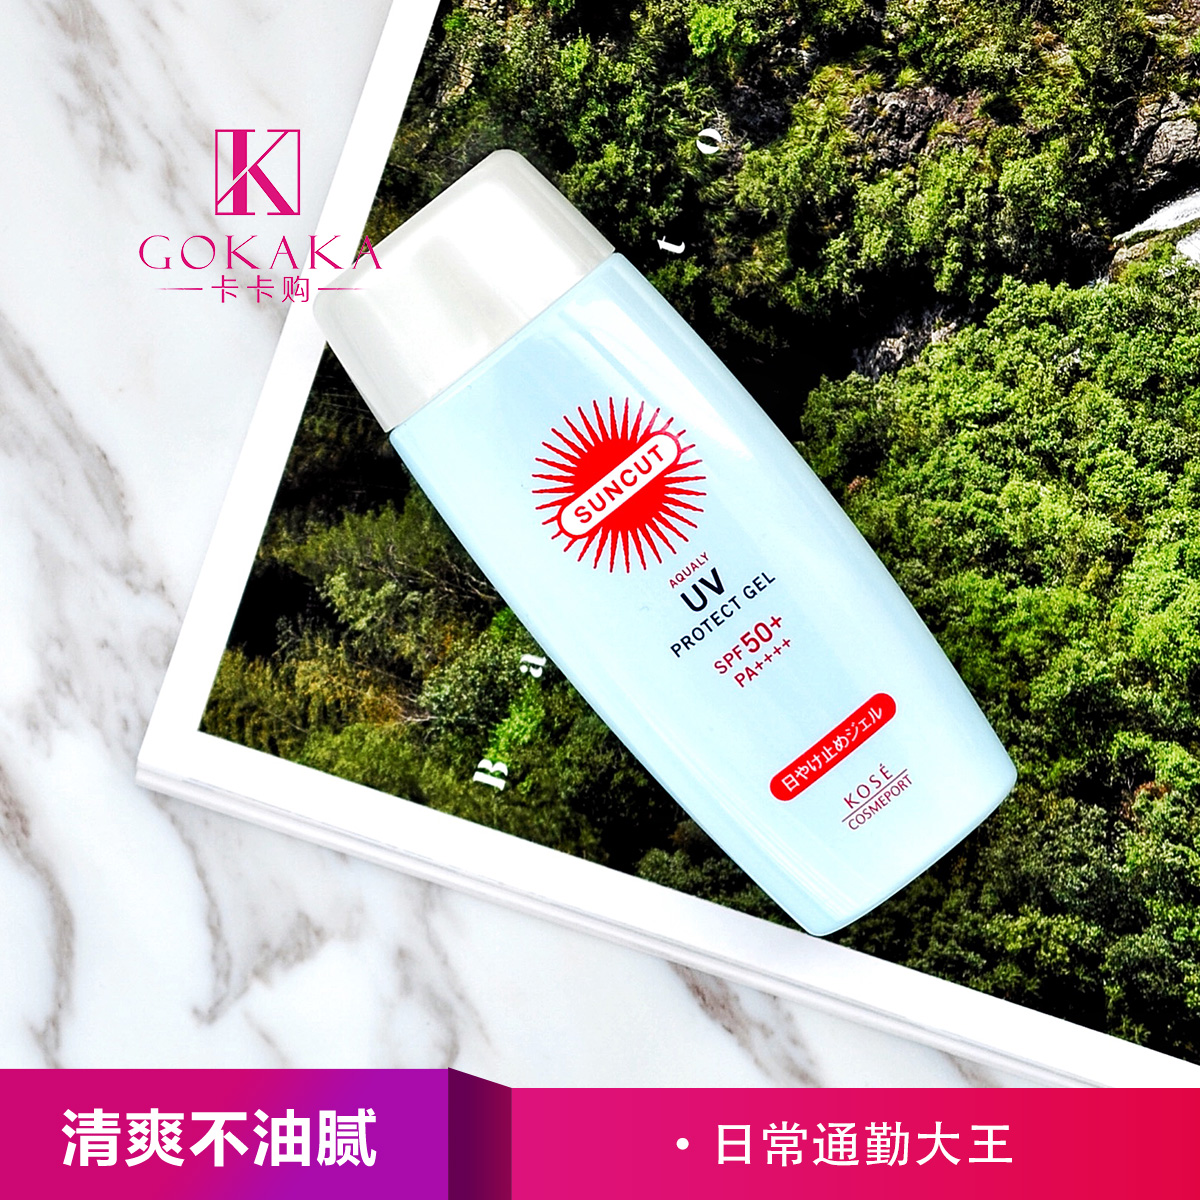 K
GOKAKA
卡卡购
o
t
a
B
SUNCUT
AQUALY
UV
PROTECT GEL
SPF50+
PA++++
日やけ止めジェル
KOSÉ
COSMEPORT
清爽不油腻
• 日常通勤大王